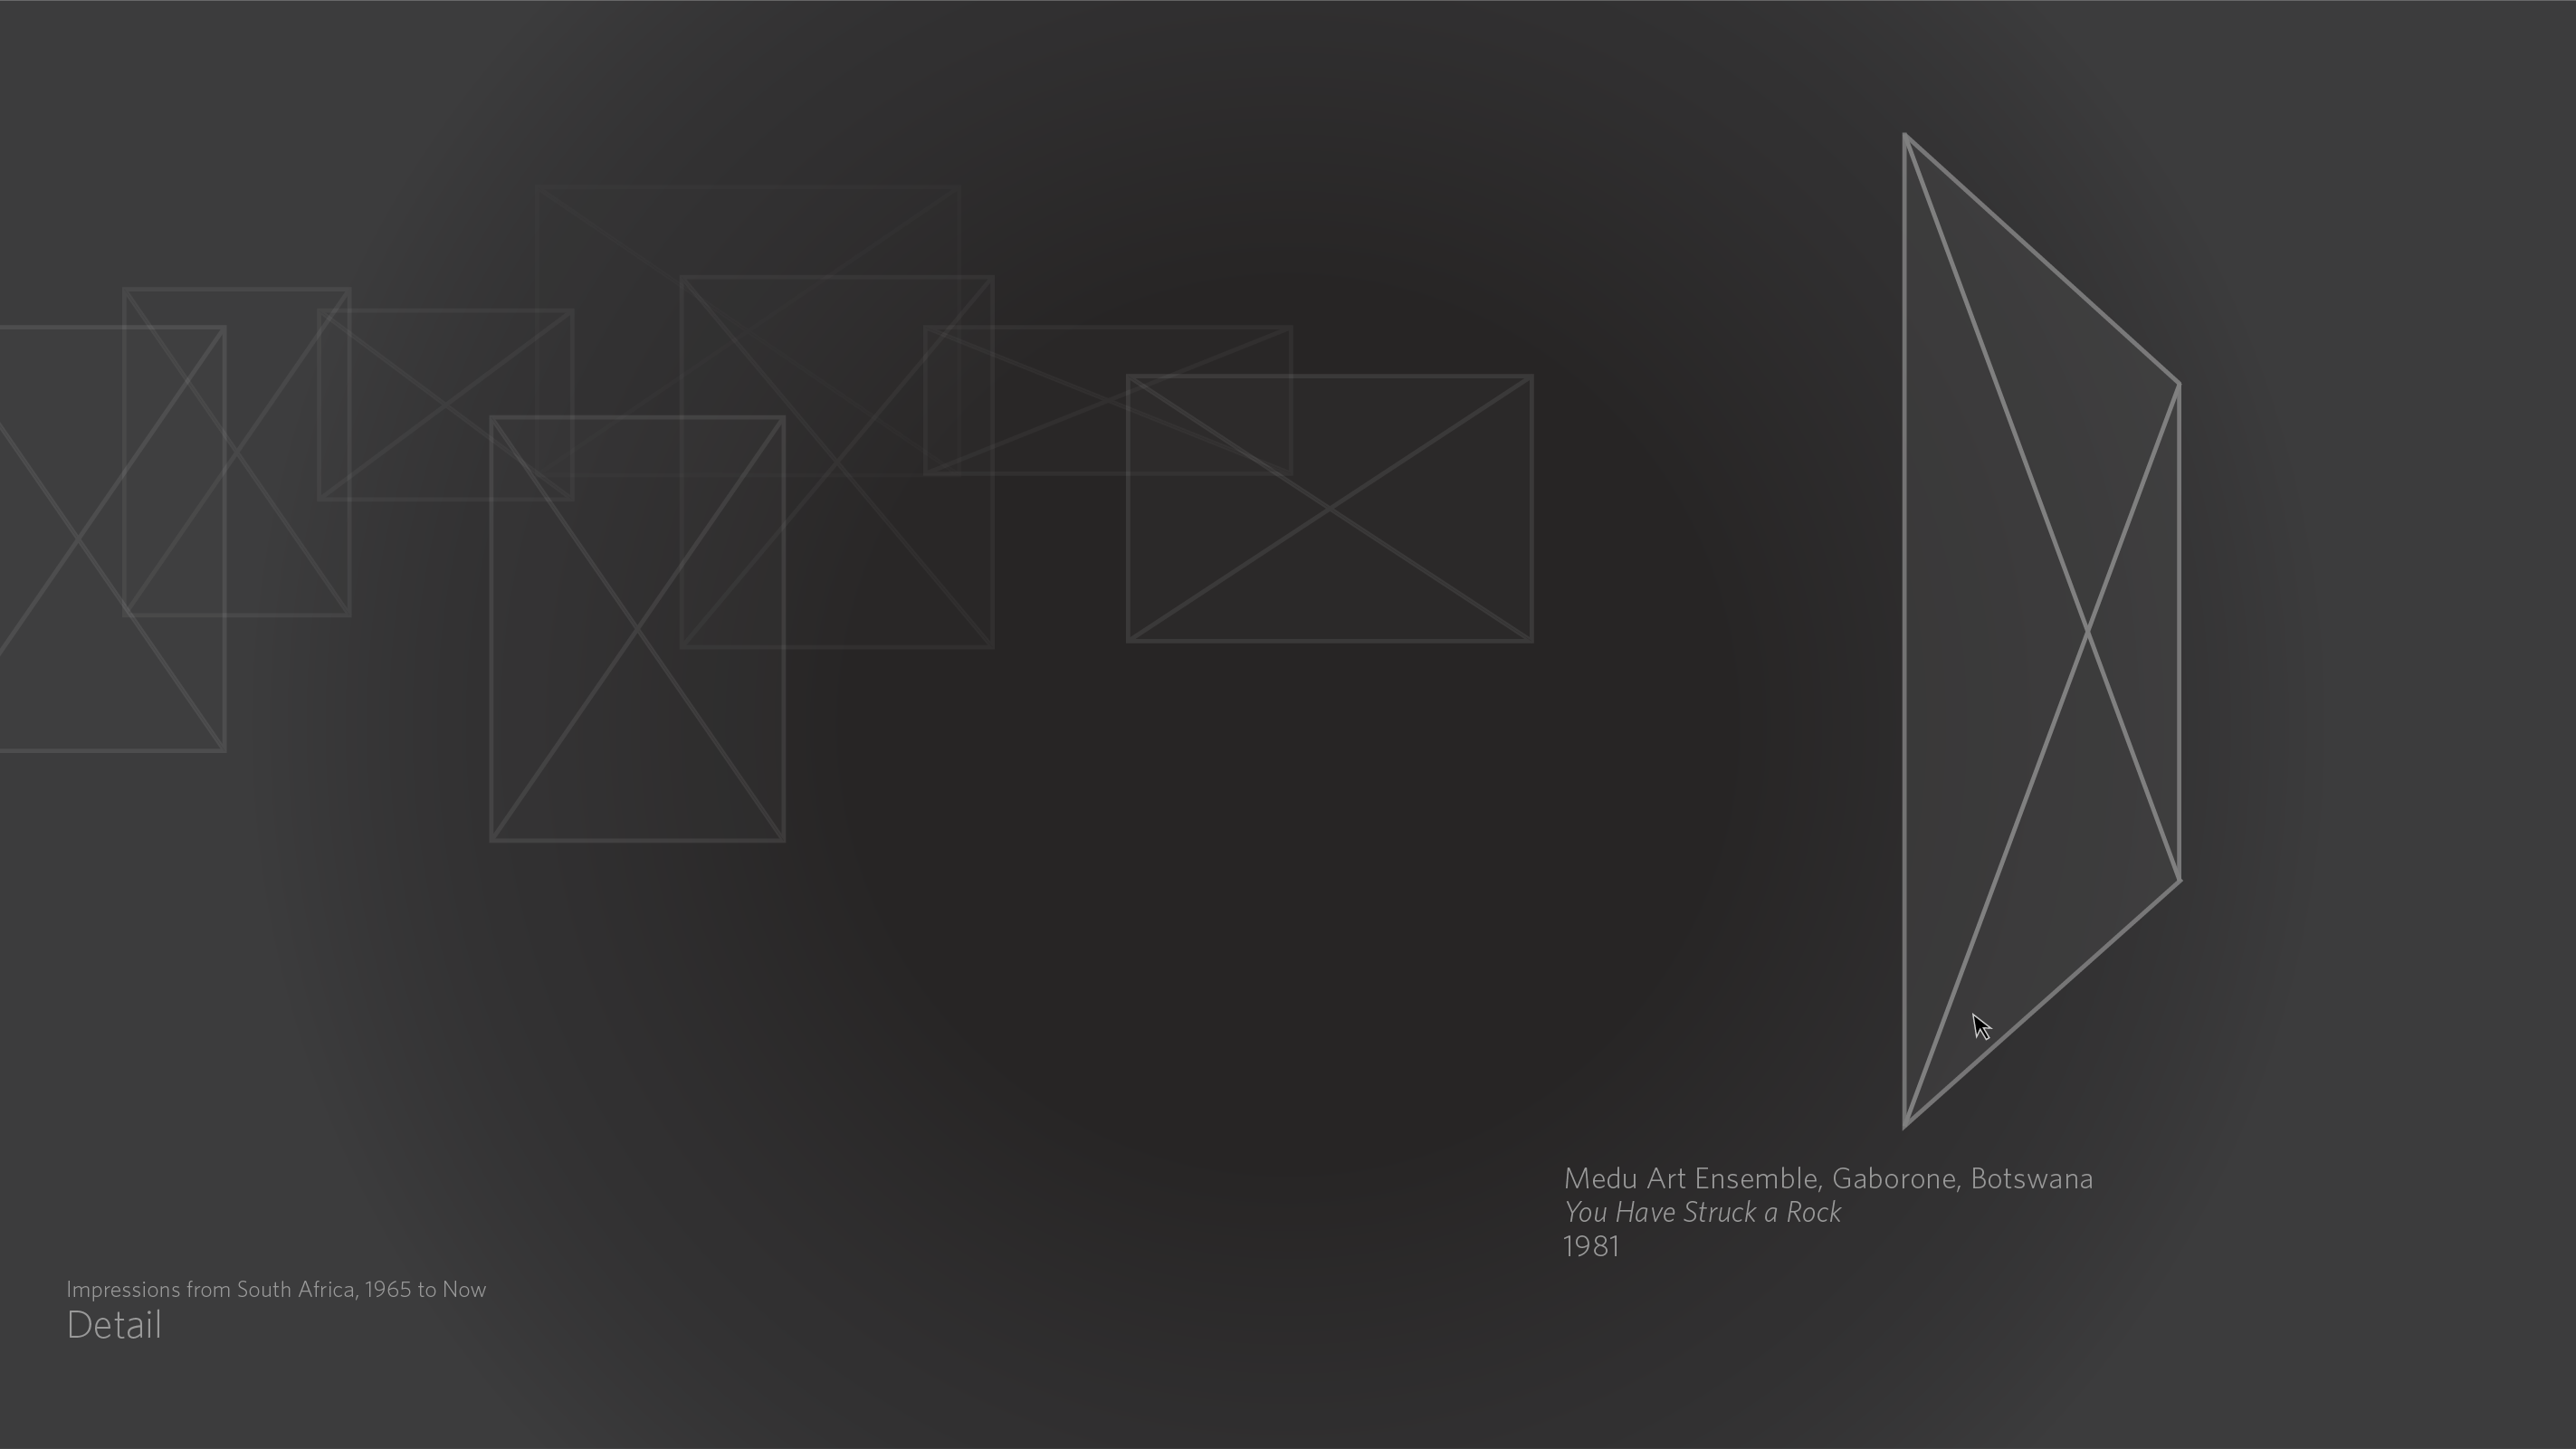 Medu Art Ensemble, Gaborone, Botswana
You Have Struck a Rock
1981
Impressions from South Africa, 1965 to Now
Detail